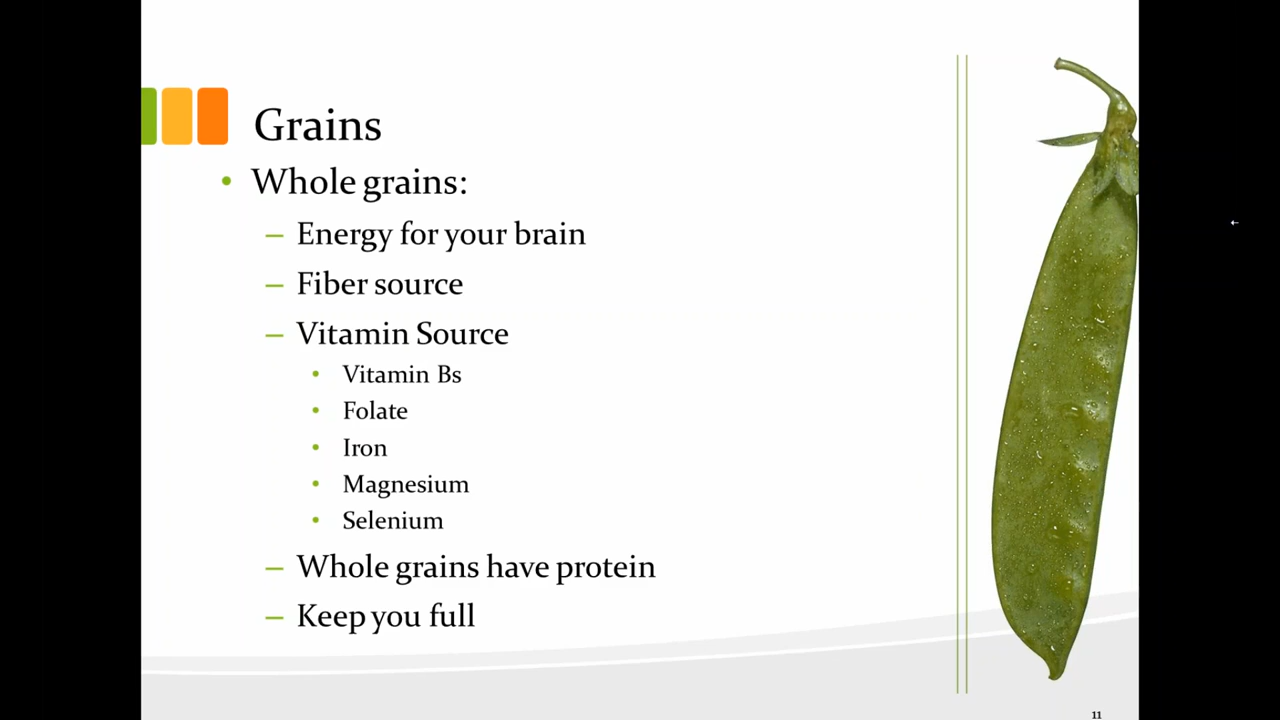 Grains
• Whole grains:
– Energy for your brain
– Fiber source
– Vitamin Source
• Vitamin Bs
• Folate
• Iron
• Magnesium
• Selenium
– Whole grains have protein
– Keep you full
11